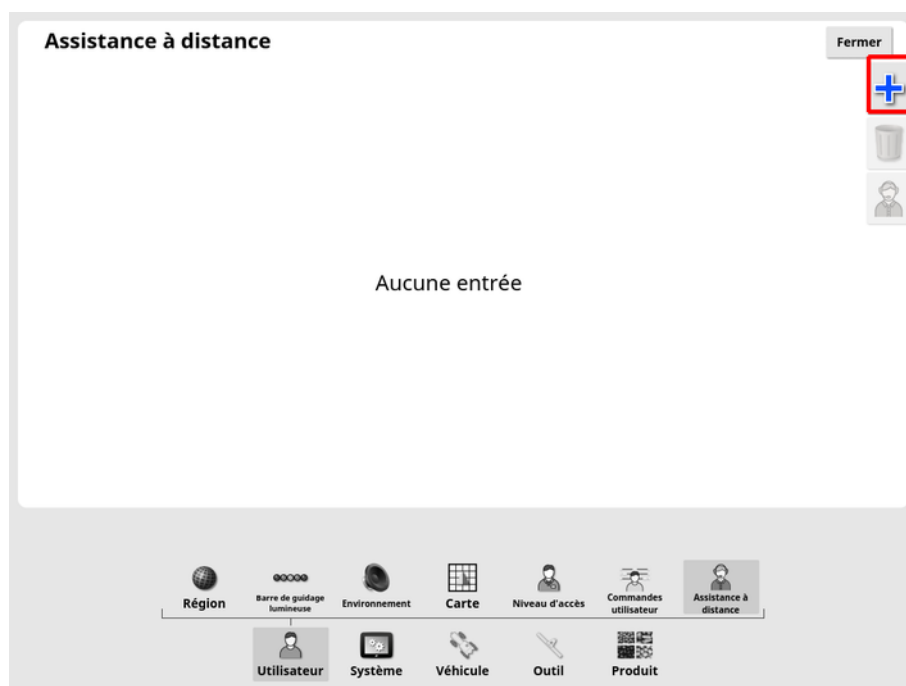 Assistance à distance
Fermer
Aucune entrée
Région
Barre de guidage
lumineuse
Environnement
Carte
Niveau d'accès
Commandes
utilisateur
Assistance à
distance
Utilisateur
Système
Véhicule
Outil
Produit